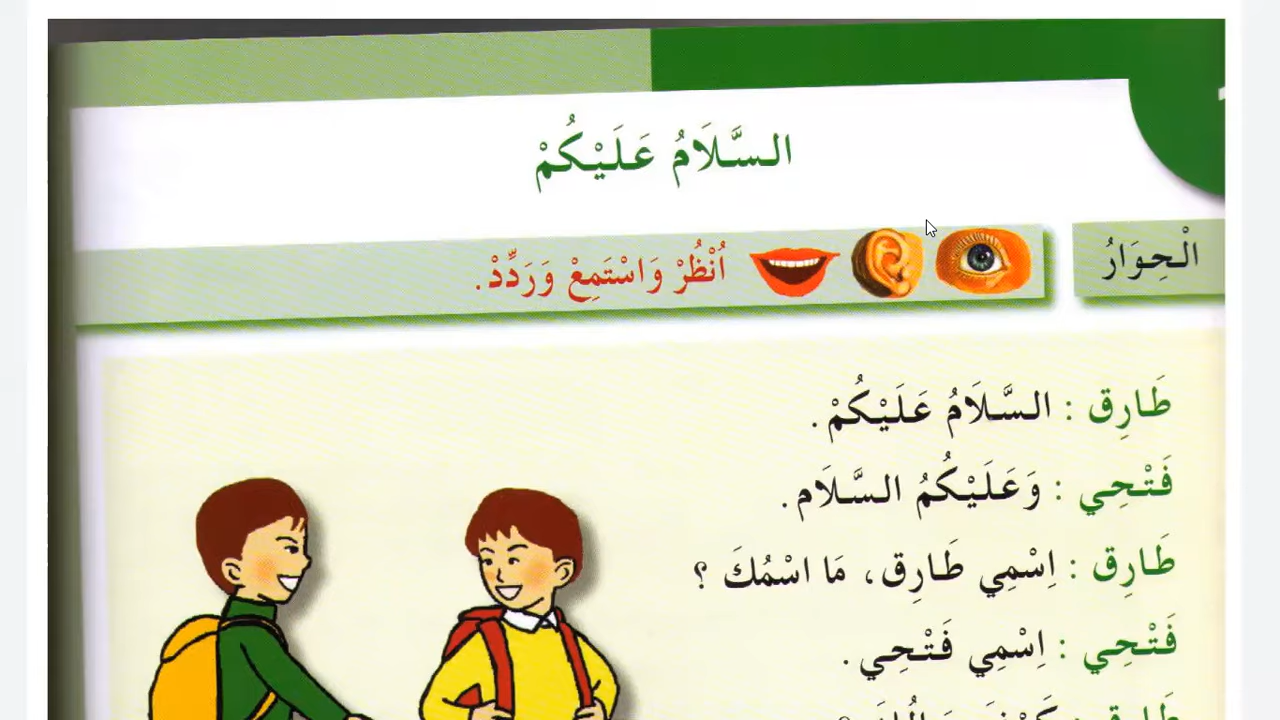 السَّلَامُ عَلَيْكُمْ
الْحِوَارُ
اُنْظُرْ وَاسْتَمِعْ وَرَدِّدْ.
طَارِق : السَّلَامُ عَلَيْكُمْ.
فَتْحِي : وَعَلَيْكُمُ السَّلَام.
طَارِق : اِسْمِي طَارِق، مَا اسْمُكَ ؟
فَتْحِي : اِسْمِي فَتْحِي.